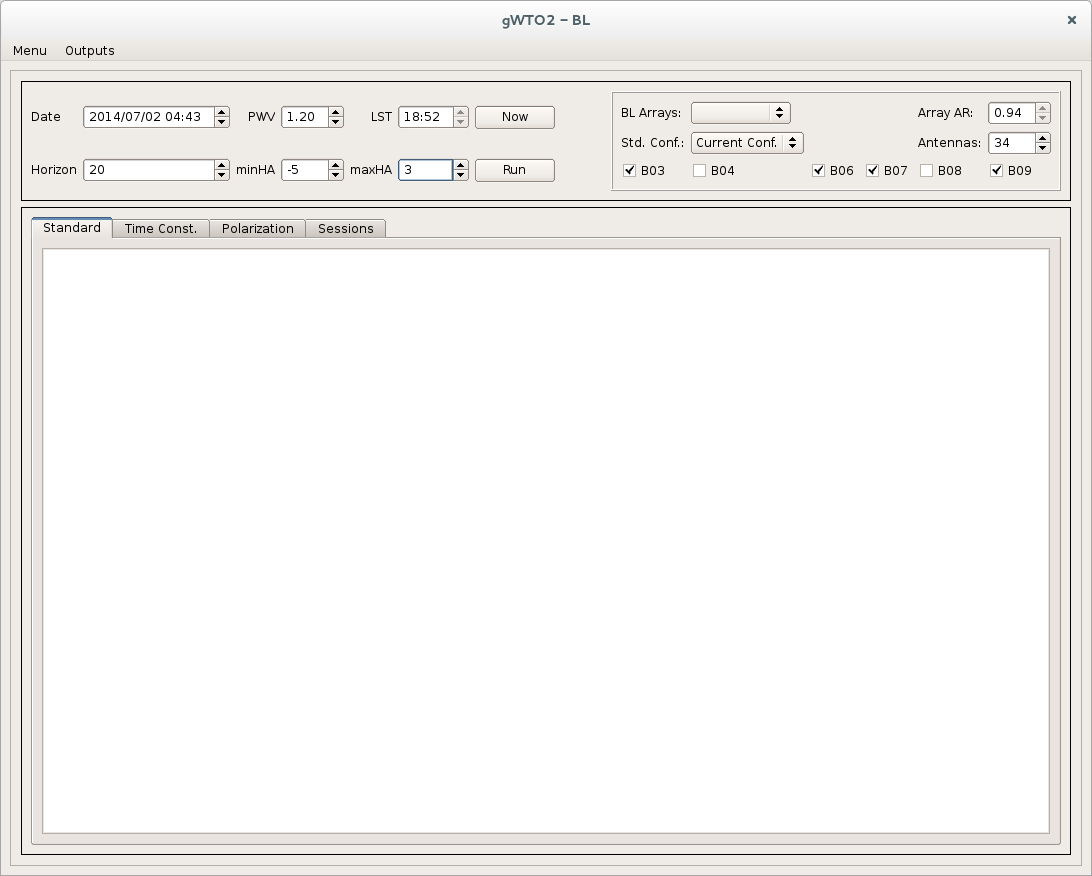 gWTO2 – BL
Menu Outputs
Date 2014/07/02 04:43 PWV 1.20 LST 18:52 Now
Horizon 20 minHA -5 maxHA 3 Run
BL Arrays: Array AR: 0.94
Std. Conf.: Current Conf. Antennas: 34
B03 B04 B06 B07 B08 B09
Standard Time Const. Polarization Sessions